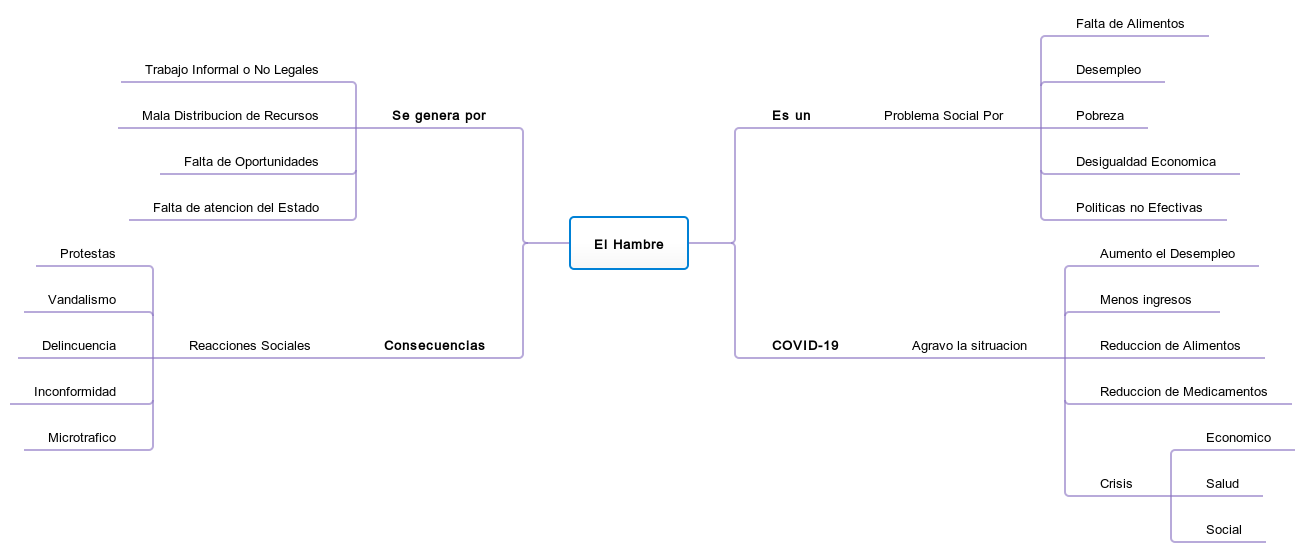 El Hambre
Es un
Problema Social Por
Falta de Alimentos
Desempleo
Pobreza
Desigualdad Economica
Politicas no Efectivas
COVID-19
Agravo la sitruacion
Aumento el Desempleo
Menos ingresos
Reduccion de Alimentos
Reduccion de Medicamentos
Crisis
Economico
Salud
Social
Se genera por
Trabajo Informal o No Legales
Mala Distribucion de Recursos
Falta de Oportunidades
Falta de atencion del Estado
Consecuencias
Reacciones Sociales
Protestas
Vandalismo
Delincuencia
Inconformidad
Microtrafico